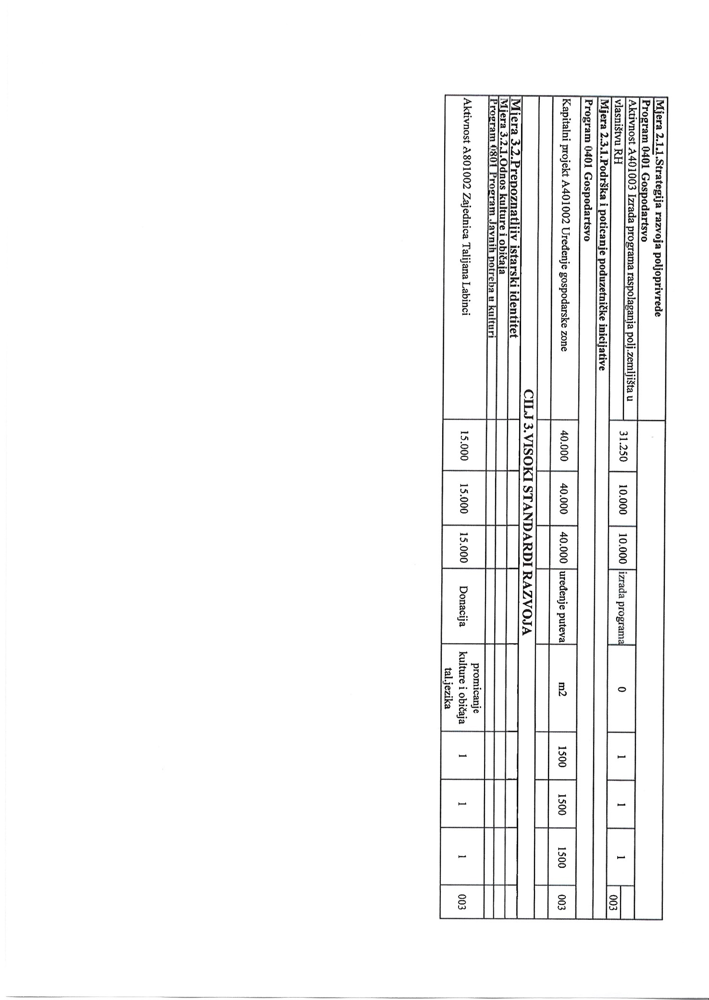 Mjera 2.1.1.Strategija razvoja poljoprivrede
Program 0401 Gospodartsvo
Aktivnost A401003 Izrada programa raspolaganja polj.zemljišta u
vlasništvu RH 31.250 10.000 10.000 izrada programa 0 1 1 1 003
Mjera 2.3.1.Podrška i poticanje poduzetničke inicijative
Program 0401 Gospodartsvo
Kapitalni projekt A401002 Uređenje gospodarske zone 40.000 40.000 40.000 uređenje puteva m2 1500 1500 1500 003
CILJ 3.VISOKI STANDARDI RAZVOJA
Mjera 3.2.Prepoznatljiv istarski identitet
Mjera 3.2.1.Odnos kulture i običaja
Program 0801 Program Javnih potreba u kulturi
Aktivnost A801002 Zajednica Talijana Labinci 15.000 15.000 15.000 Donacija promicanje
kulture i običaja
tal.jezika 1 1 1 003